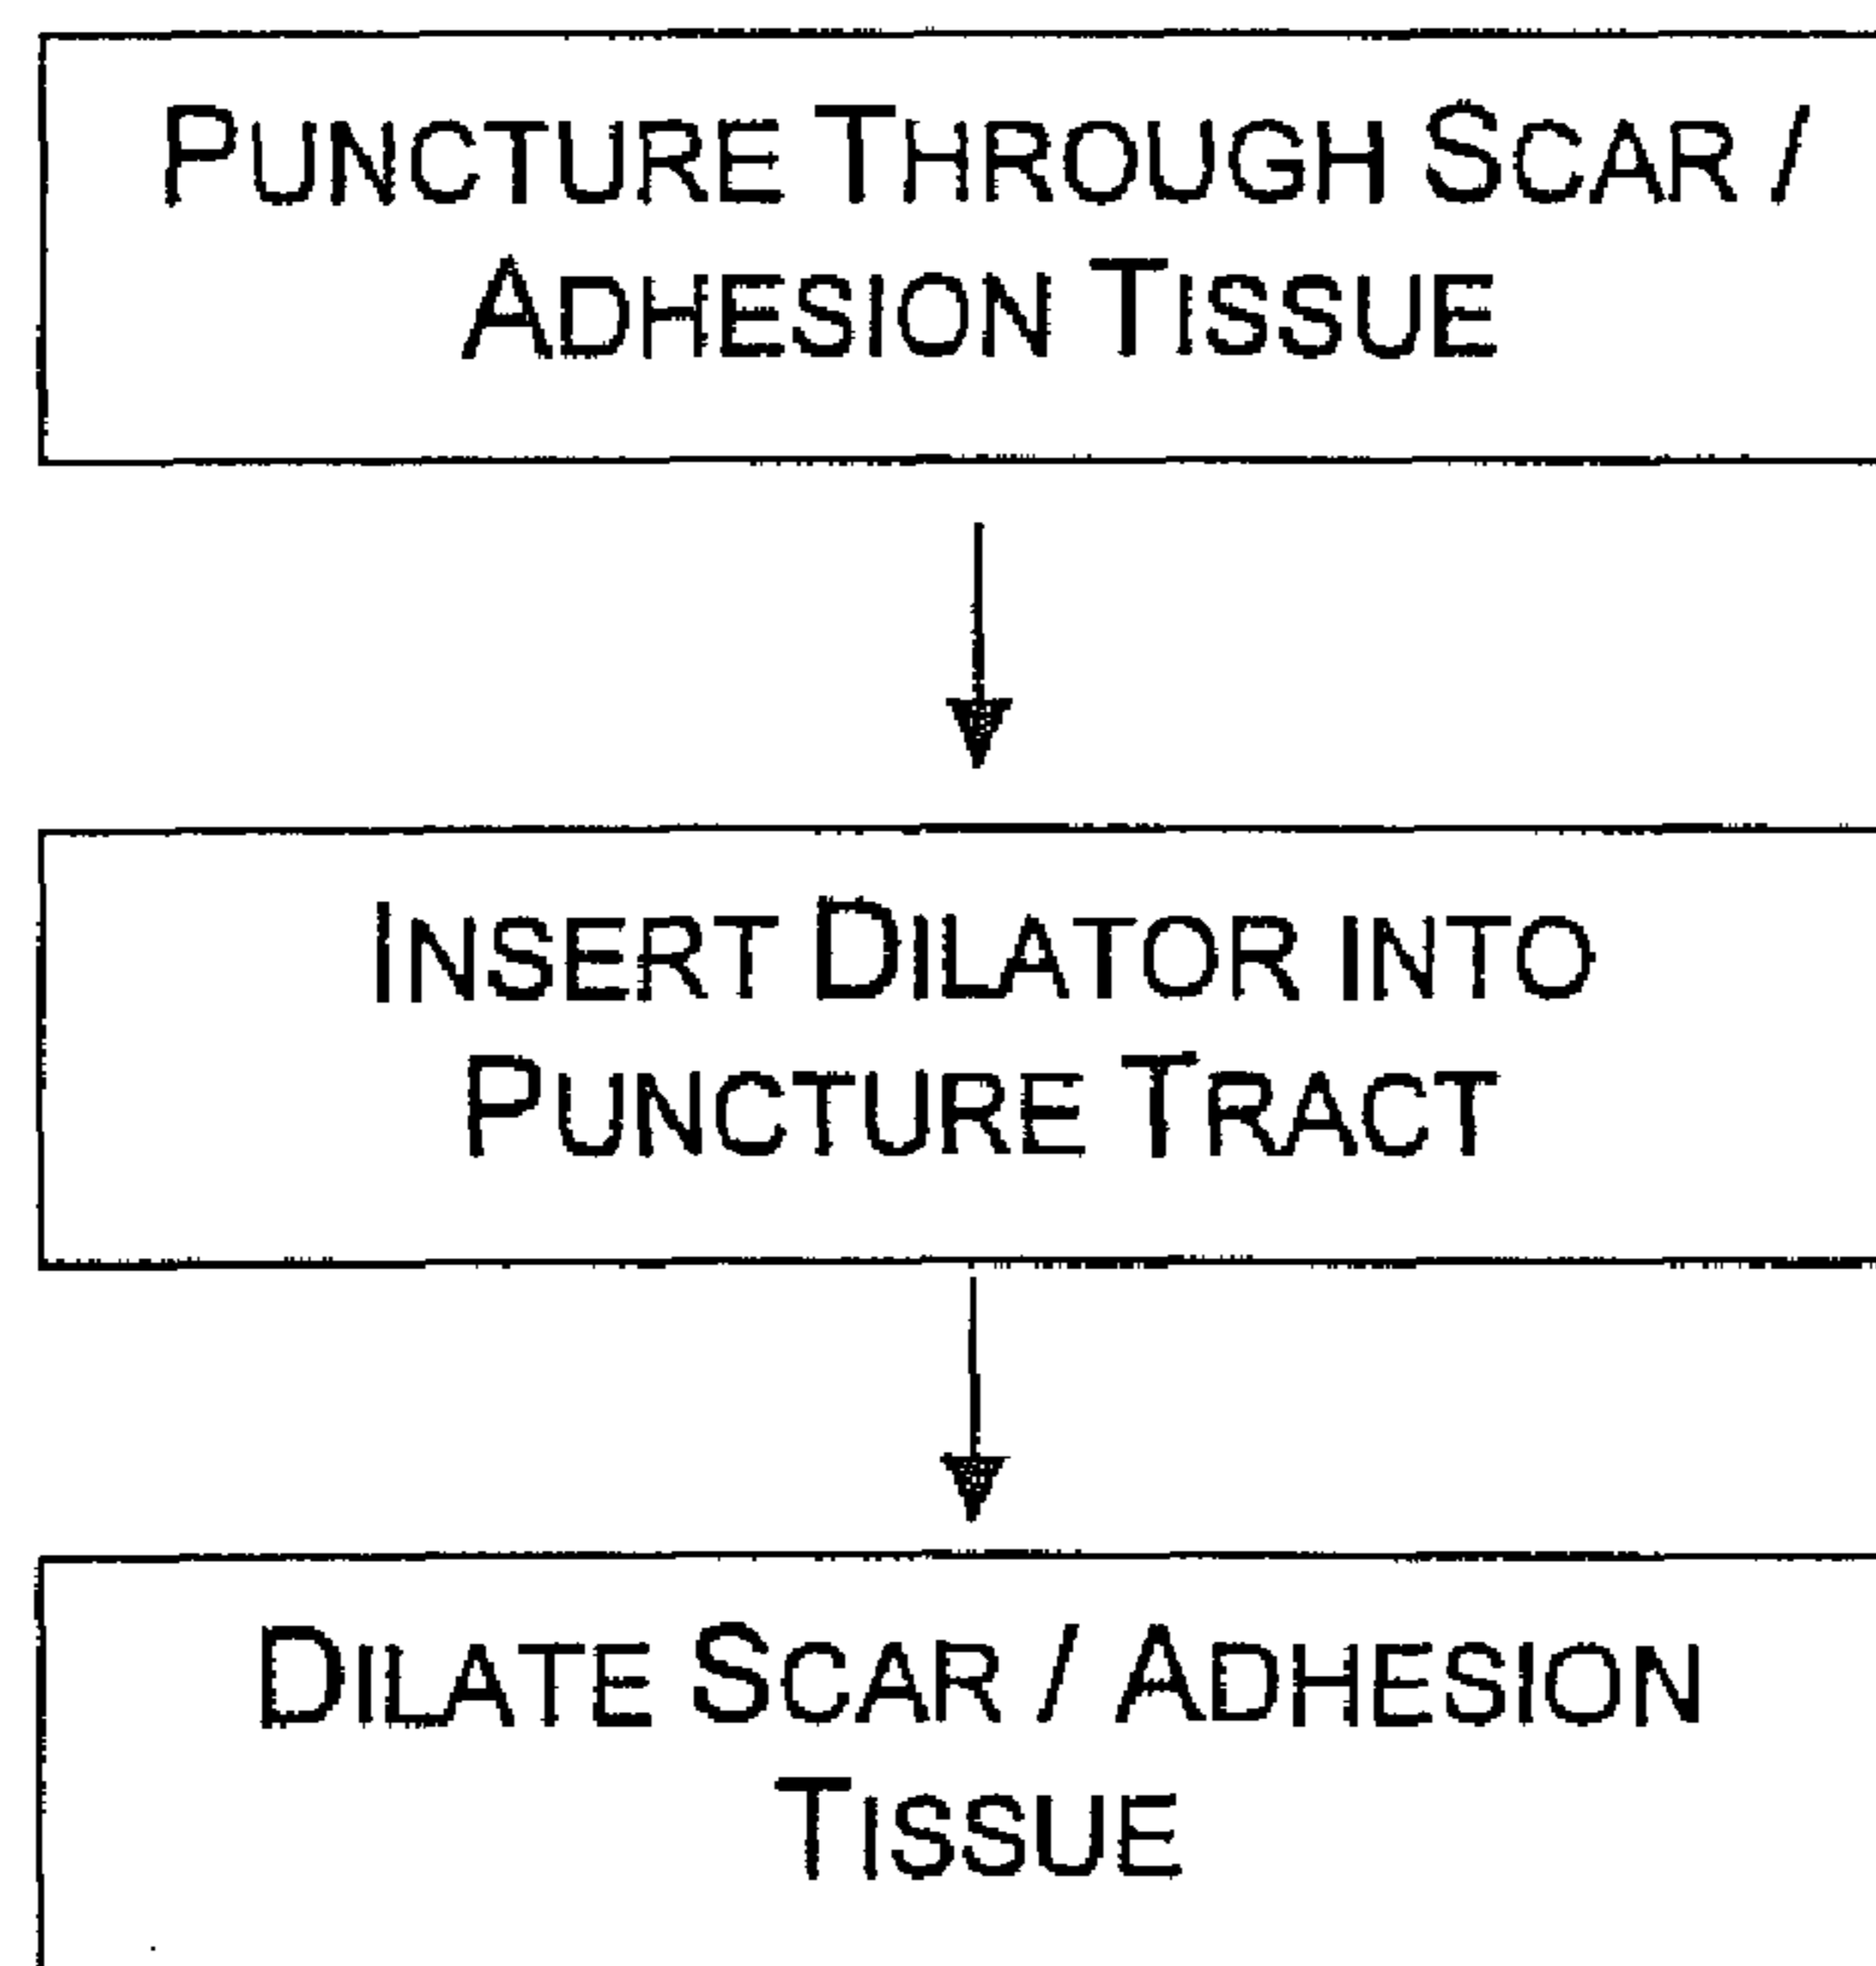 PUNCTURE THROUGH SCAR /
ADHESION TISSUE
INSERT DILATOR INTO
PUNCTURE TRACT
DILATE SCAR / ADHESION
TISSUE